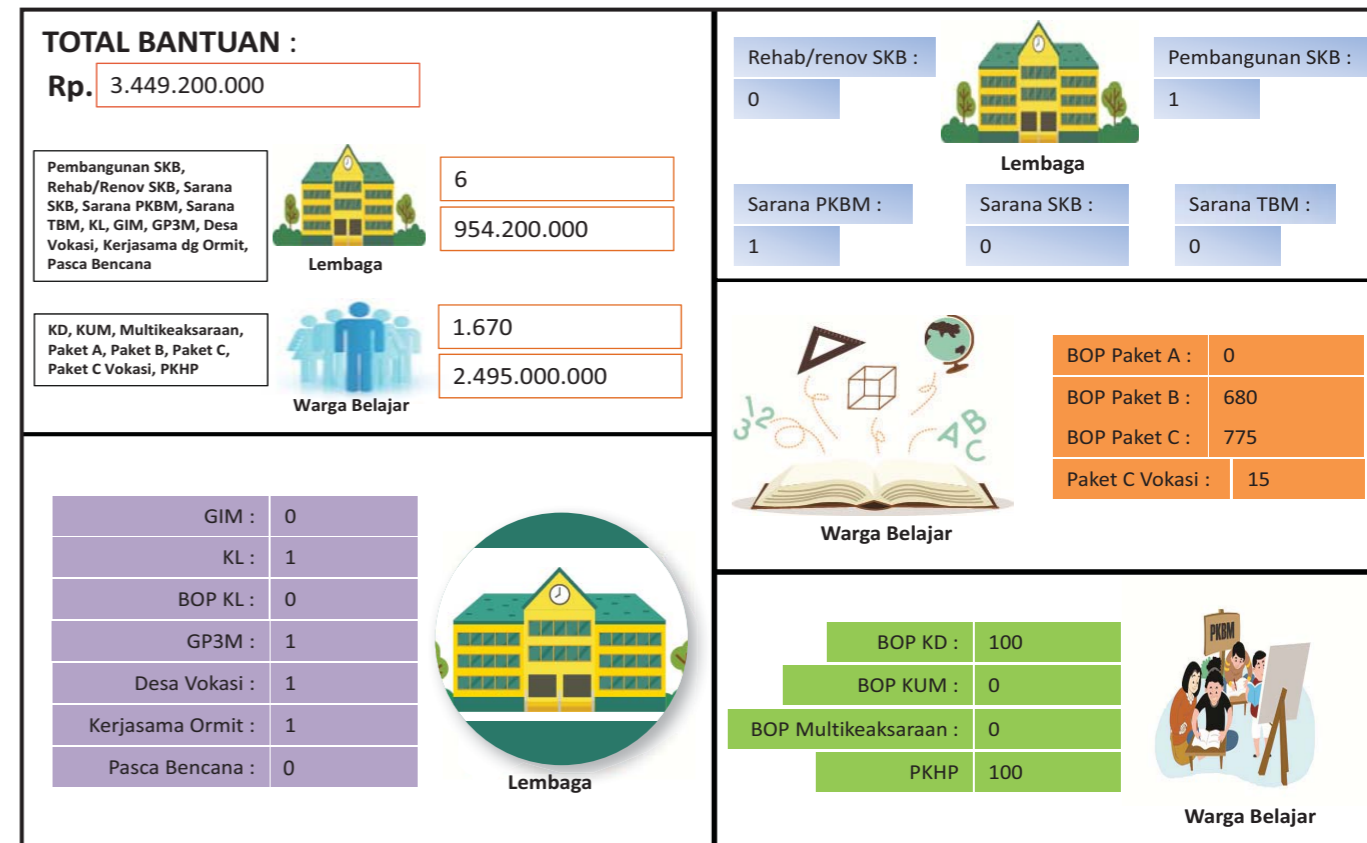 TOTAL BANTUAN :
Rp. 3.449.200.000
Pembangunan SKB,
Rehab/Renov SKB, Sarana
SKB, Sarana PKBM, Sarana
TBM, KL, GIM, GP3M, Desa
Vokasi, Kerjasama dg Ormit,
Pasca Bencana
Lembaga
6
954.200.000
KD, KUM, Multikeaksaraan,
Paket A, Paket B, Paket C,
Paket C Vokasi, PKHP
Warga Belajar
1.670
2.495.000.000
Rehab/renov SKB :
0
Lembaga
Pembangunan SKB :
1
Sarana PKBM :
1
Sarana SKB :
0
Sarana TBM :
0
1 2 3
A B C
Warga Belajar
BOP Paket A : 0
BOP Paket B : 680
BOP Paket C : 775
Paket C Vokasi : 15
GIM : 0
KL : 1
BOP KL : 0
GP3M : 1
Desa Vokasi : 1
Kerjasama Ormit : 1
Pasca Bencana : 0
Lembaga
BOP KD : 100
BOP KUM : 0
BOP Multikeaksaraan : 0
PKHP 100
PKBM
Warga Belajar